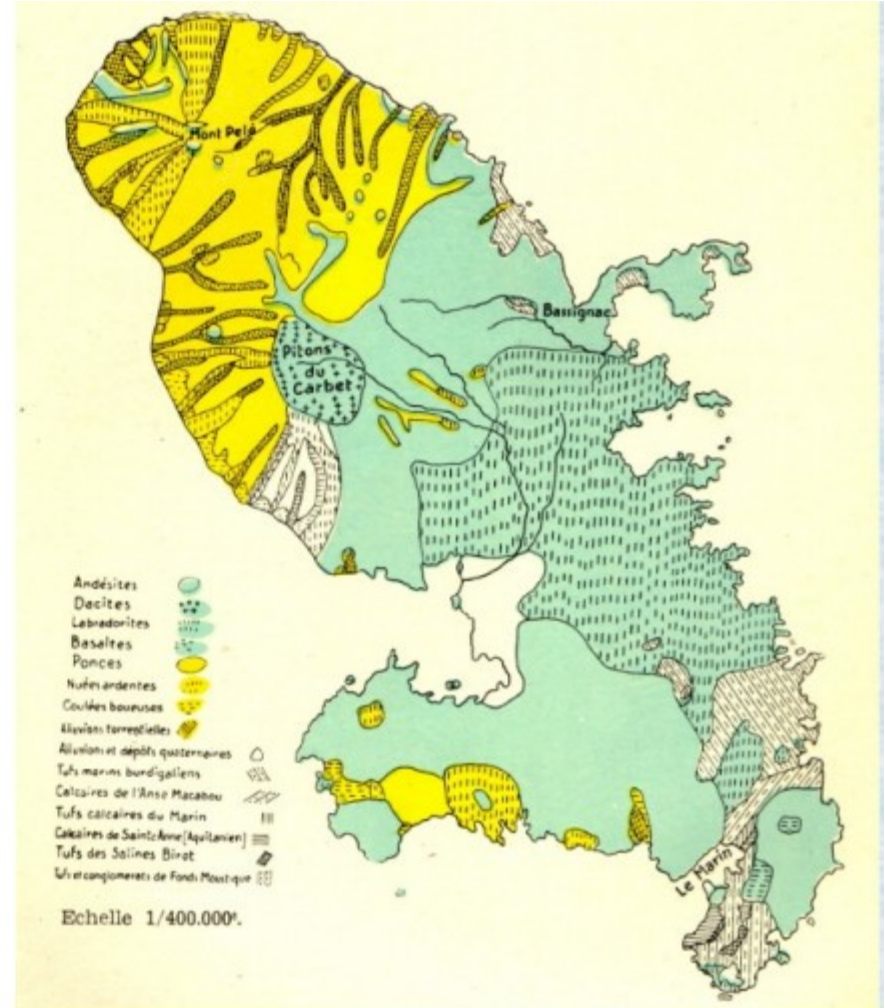 Mont Pelé
Bassignac
Pitons
du
Carbet
Andésites
Dacites
Labradorites
Basaltes
Ponces
Nuées ardentes
Coulées boueuses
Alluvions torrentielles
Alluvions et dépôts quaternaires
Tufs marins burdigaliens
Calcaires de l'Anse Macabou
Tufs calcaires du Marin
Calcaires de Sainte Anne (Aquitanien)
Tufs des Salines Birot
Tufs et conglomérats de Fonds Moustique
Le Marin
Echelle 1/400.000e.